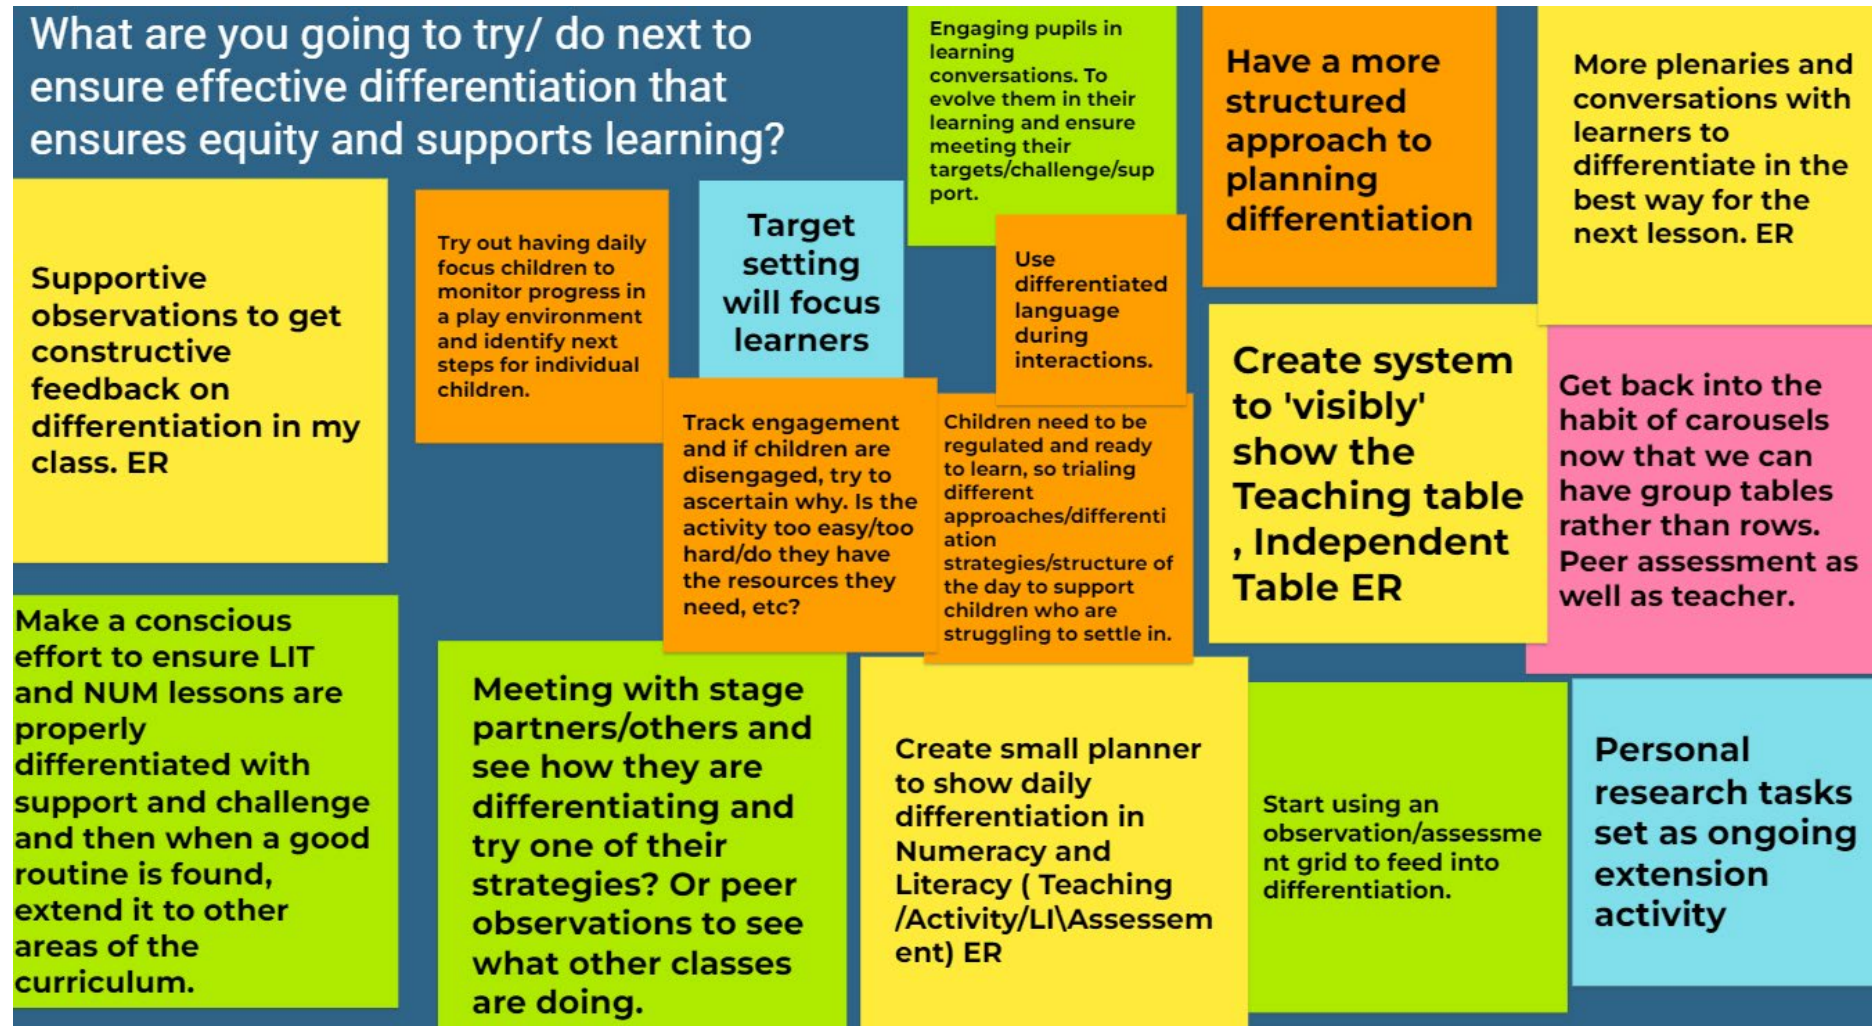 What are you going to try/ do next to
ensure effective differentiation that
ensures equity and supports learning?
Engaging pupils in
learning
conversations. To
evolve them in their
learning and ensure
meeting their
targets/challenge/sup
port.
Have a more
structured
approach to
planning
differentiation
More plenaries and
conversations with
learners to
differentiate in the
best way for the
next lesson. ER
Supportive
observations to get
constructive
feedback on
differentiation in my
class. ER
Try out having daily
focus children to
monitor progress in
a play environment
and identify next
steps for individual
children.
Target
setting
will focus
learners
Use
differentiated
language
during
interactions.
Track engagement
and if children are
disengaged, try to
ascertain why. Is the
activity too easy/too
hard/do they have
the resources they
need, etc?
Children need to be
regulated and ready
to learn, so trialing
different
approaches/differenti
ation
strategies/structure of
the day to support
children who are
struggling to settle in.
Create system
to 'visibly'
show the
Teaching table
, Independent
Table ER
Get back into the
habit of carousels
now that we can
have group tables
rather than rows.
Peer assessment as
well as teacher.
Make a conscious
effort to ensure LIT
and NUM lessons are
properly
differentiated with
support and challenge
and then when a good
routine is found,
extend it to other
areas of the
curriculum.
Meeting with stage
partners/others and
see how they are
differentiating and
try one of their
strategies? Or peer
observations to see
what other classes
are doing.
Create small planner
to show daily
differentiation in
Numeracy and
Literacy ( Teaching
/Activity/LI\Assessem
ent) ER
Start using an
observation/assessme
nt grid to feed into
differentiation.
Personal
research tasks
set as ongoing
extension
activity